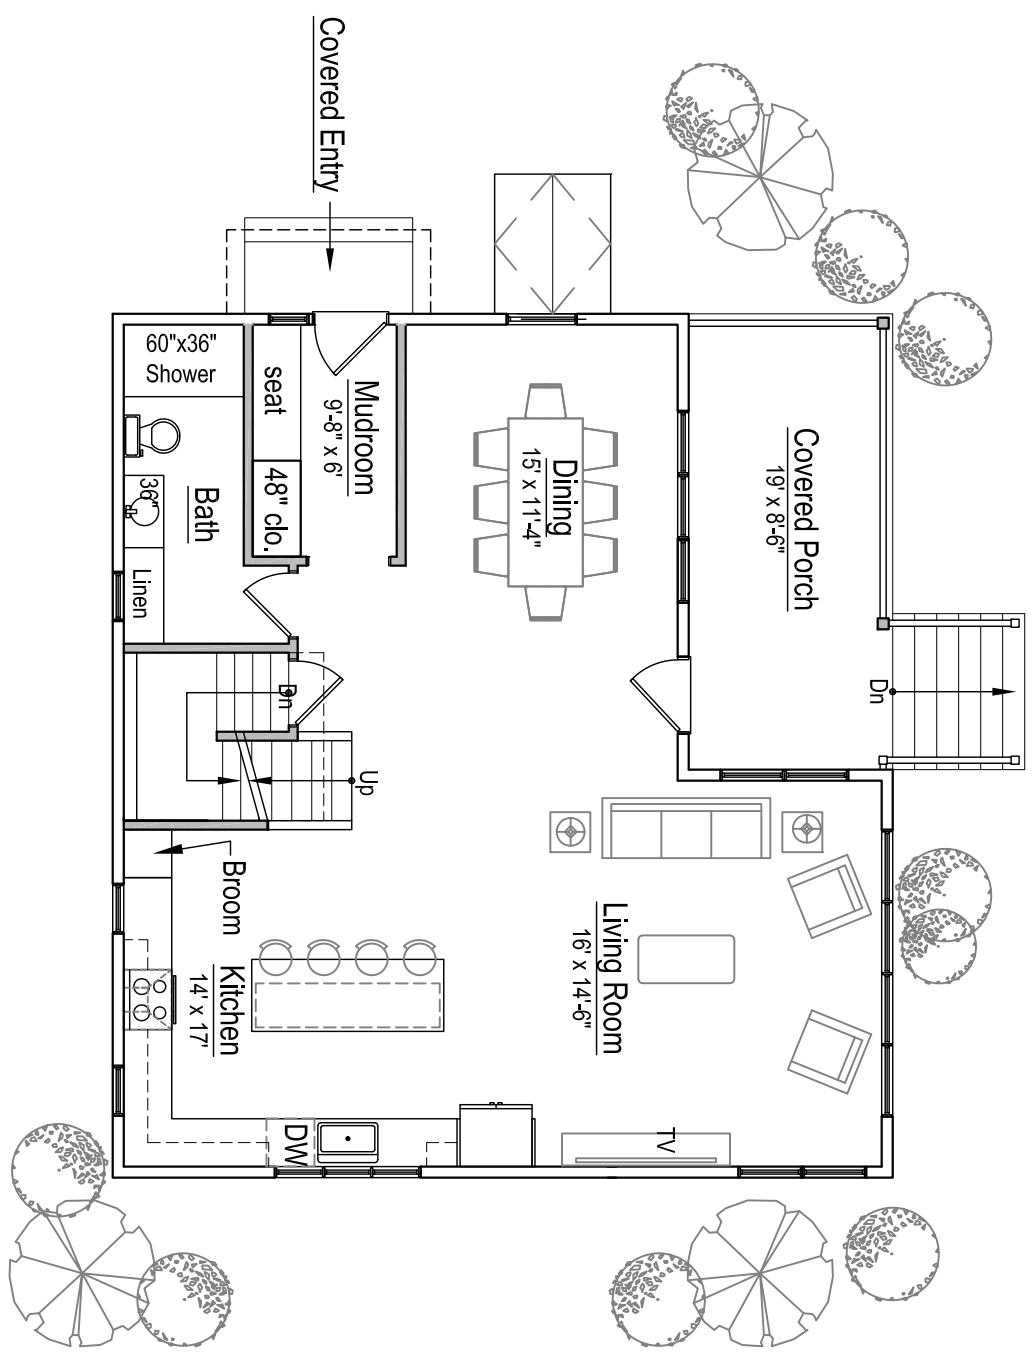 Covered Entry
60"x36"
Shower
seat
48" clo.
Mudroom
9'-8" x 6'
Bath
36"
Linen
Dining
15' x 11'-4"
Covered Porch
19' x 8'-6"
Dn
Dn
Up
Broom
Kitchen
14' x 17'
Living Room
16' x 14'-6"
DW
TV